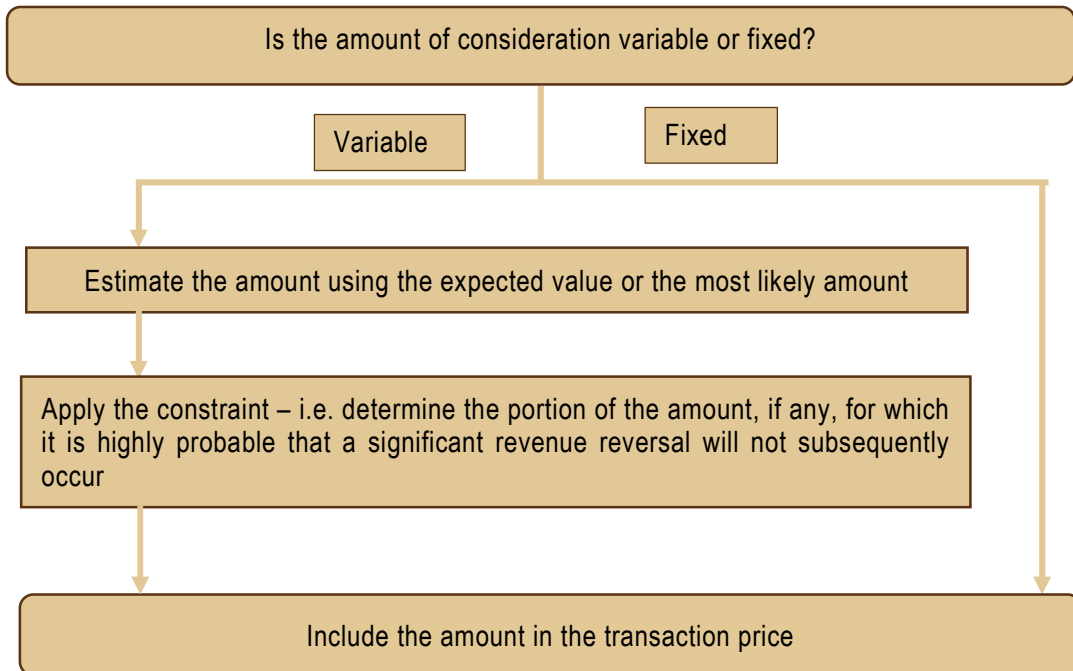 Is the amount of consideration variable or fixed?
Variable
Fixed
Estimate the amount using the expected value or the most likely amount
Apply the constraint – i.e. determine the portion of the amount, if any, for which
it is highly probable that a significant revenue reversal will not subsequently
occur
Include the amount in the transaction price